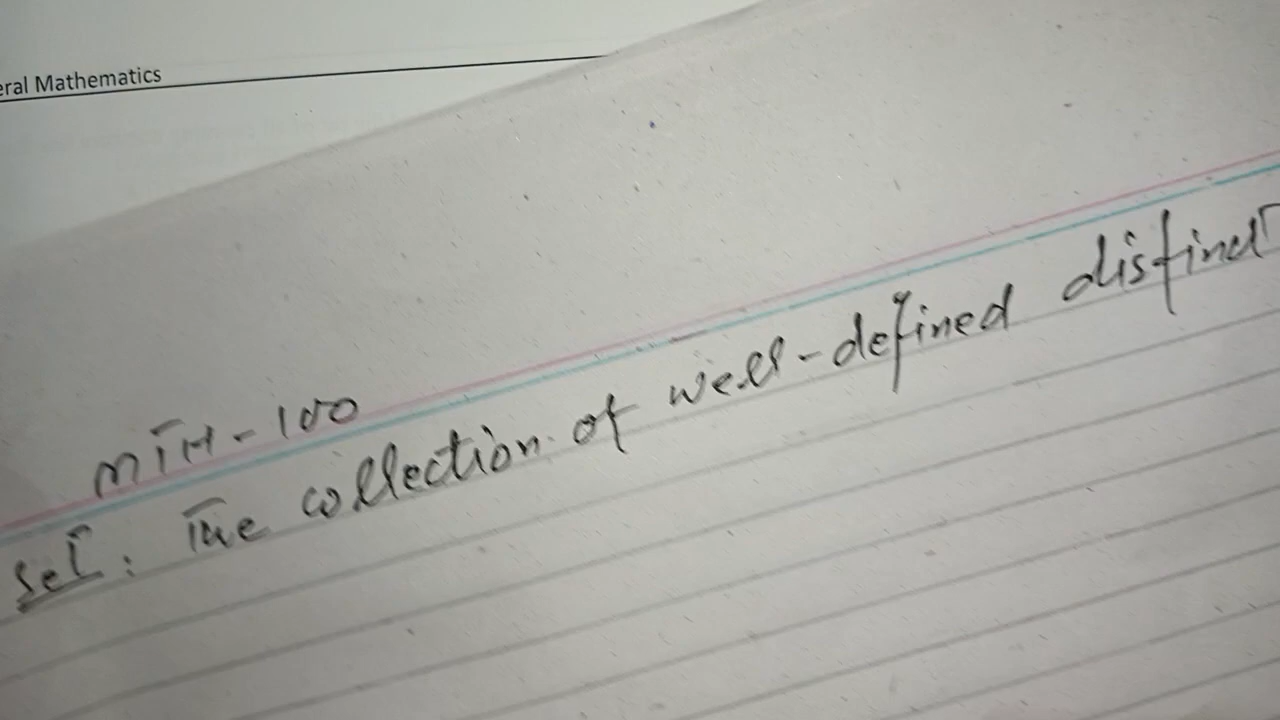 eral Mathematics
MTH-100
Set: The collection of well-defined distinct